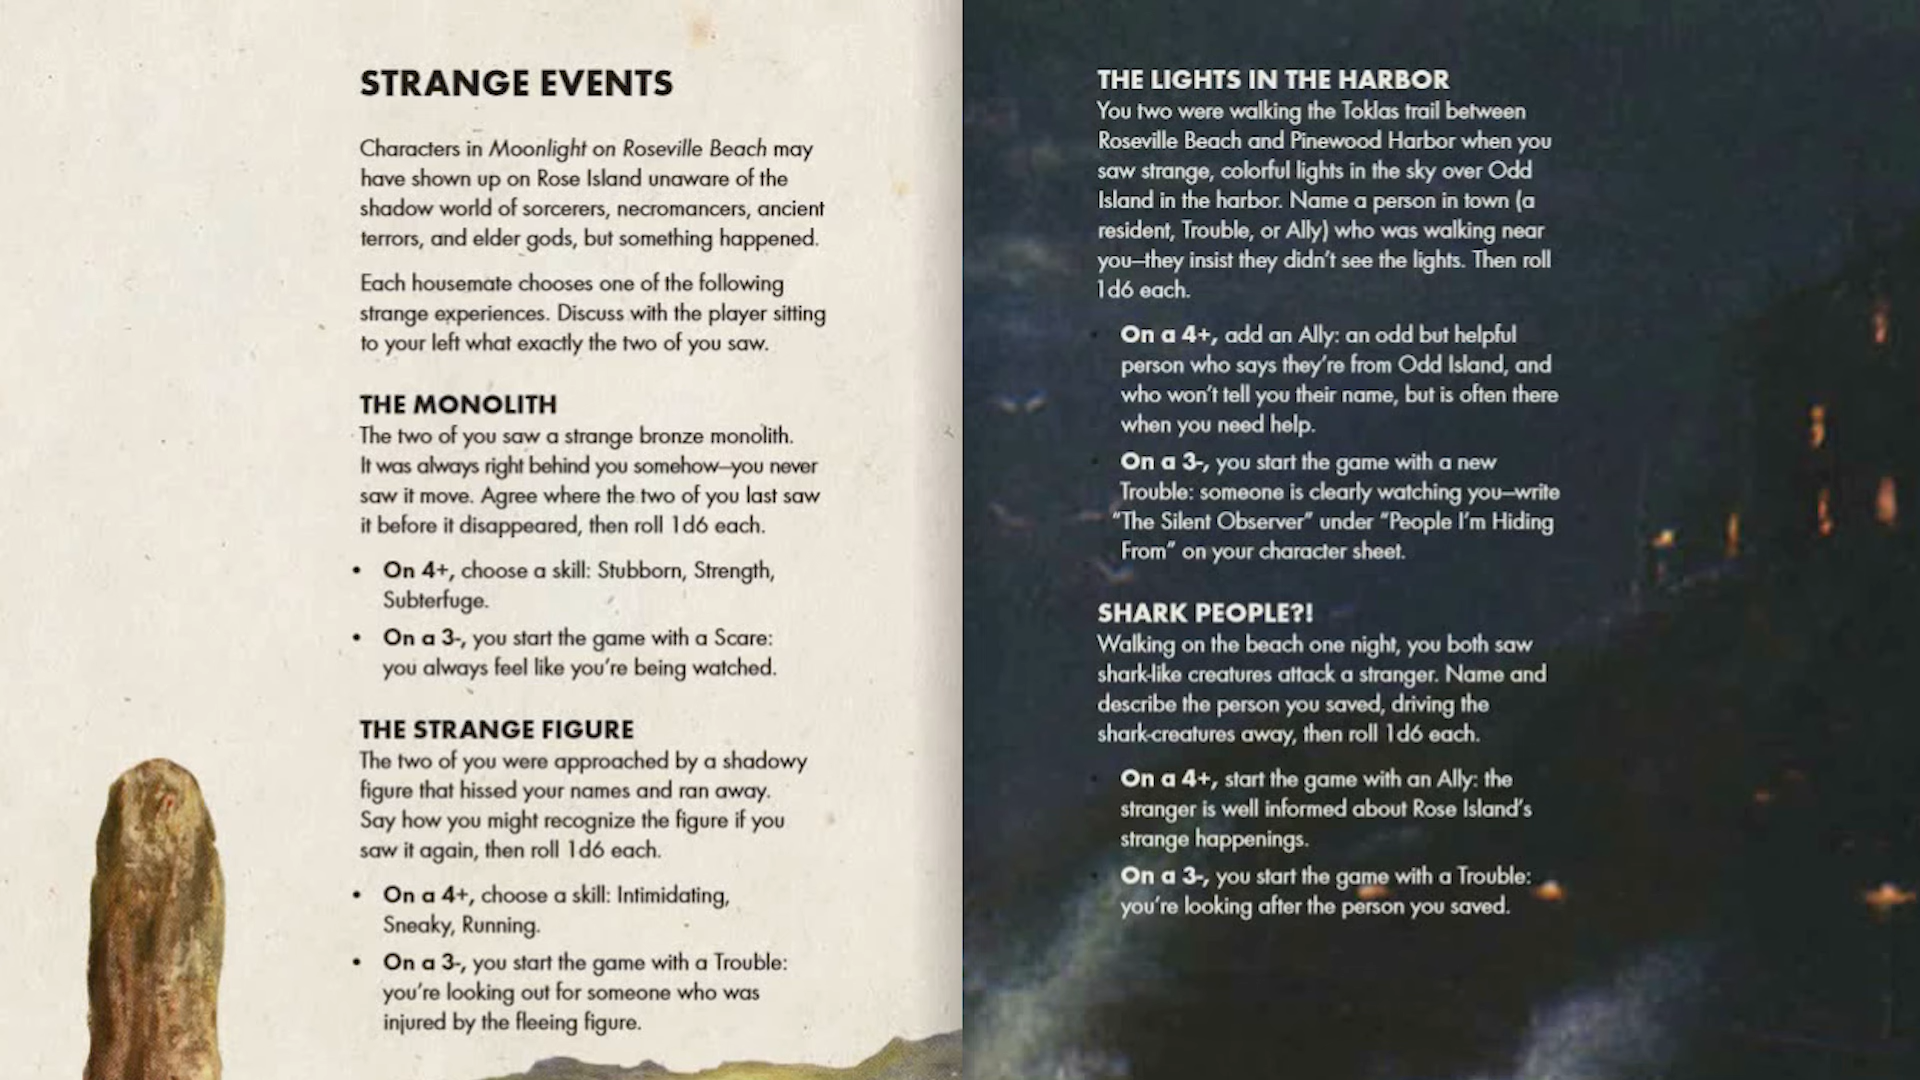 STRANGE EVENTS
Characters in Moonlight on Roseville Beach may
have shown up on Rose Island unaware of the
shadow world of sorcerers, necromancers, ancient
terrors, and elder gods, but something happened.
Each housemate chooses one of the following
strange experiences. Discuss with the player sitting
to your left what exactly the two of you saw.
THE MONOLITH
The two of you saw a strange bronze monolith.
It was always right behind you somehow—you never
saw it move. Agree where the two of you last saw
it before it disappeared, then roll 1d6 each.
• On 4+, choose a skill: Stubborn, Strength,
Subterfuge.
• On a 3-, you start the game with a Scare:
you always feel like you're being watched.
THE STRANGE FIGURE
The two of you were approached by a shadowy
figure that hissed your names and ran away.
Say how you might recognize the figure if you
saw it again, then roll 1d6 each.
• On a 4+, choose a skill: Intimidating,
Sneaky, Running.
• On a 3-, you start the game with a Trouble:
you're looking out for someone who was
injured by the fleeing figure.
THE LIGHTS IN THE HARBOR
You two were walking the Toklas trail between
Roseville Beach and Pinewood Harbor when you
saw strange, colorful lights in the sky over Odd
Island in the harbor. Name a person in town (a
resident, Trouble, or Ally) who was walking near
you—they insist they didn't see the lights. Then roll
1d6 each.
On a 4+, add an Ally: an odd but helpful
person who says they're from Odd Island, and
who won't tell you their name, but is often there
when you need help.
On a 3-, you start the game with a new
Trouble: someone is clearly watching you—write
"The Silent Observer" under "People I'm Hiding
From" on your character sheet.
SHARK PEOPLE?!
Walking on the beach one night, you both saw
shark-like creatures attack a stranger. Name and
describe the person you saved, driving the
shark-creatures away, then roll 1d6 each.
On a 4+, start the game with an Ally: the
stranger is well informed about Rose Island's
strange happenings.
On a 3-, you start the game with a Trouble:
you're looking after the person you saved.